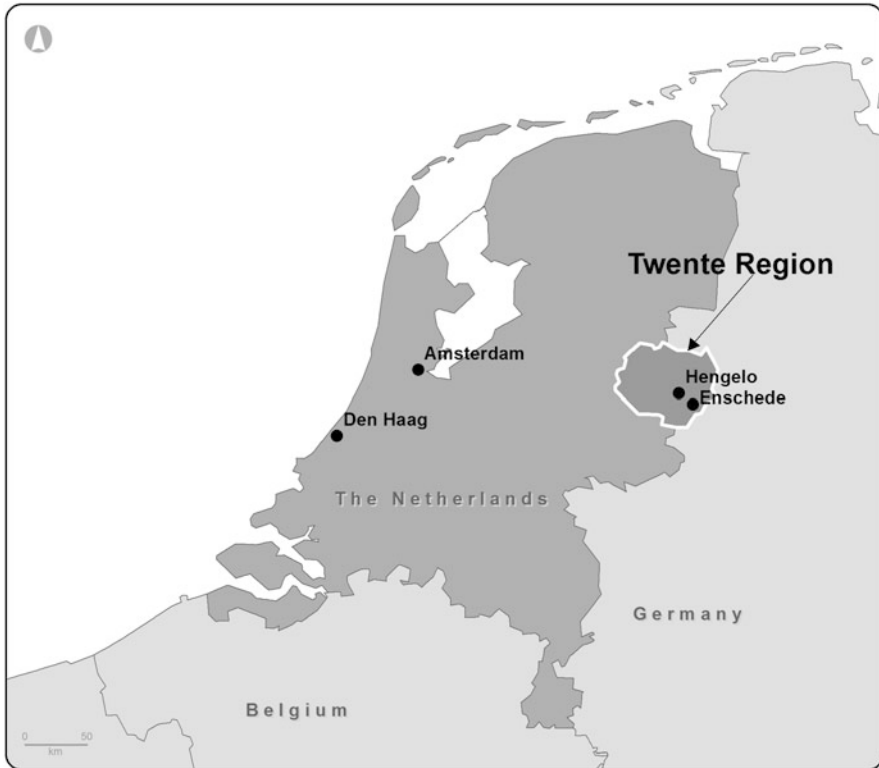 Twente Region
Amsterdam
Hengelo
Enschede
Den Haag
The Netherlands
Germany
Belgium
0 50
km